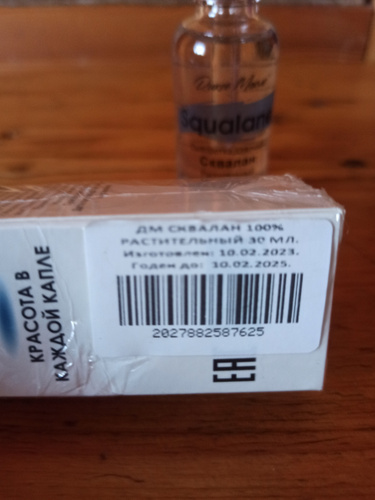 Squalane
Сквалан
ДМ СКВАЛАН 100%
РАСТИТЕЛЬНЫЙ 30 МЛ.
Изготовлен: 10.02.2023.
Годен до: 10.02.2025.
2027882587625
КРАСОТА В
КАЖДОЙ КАПЛЕ
EAC